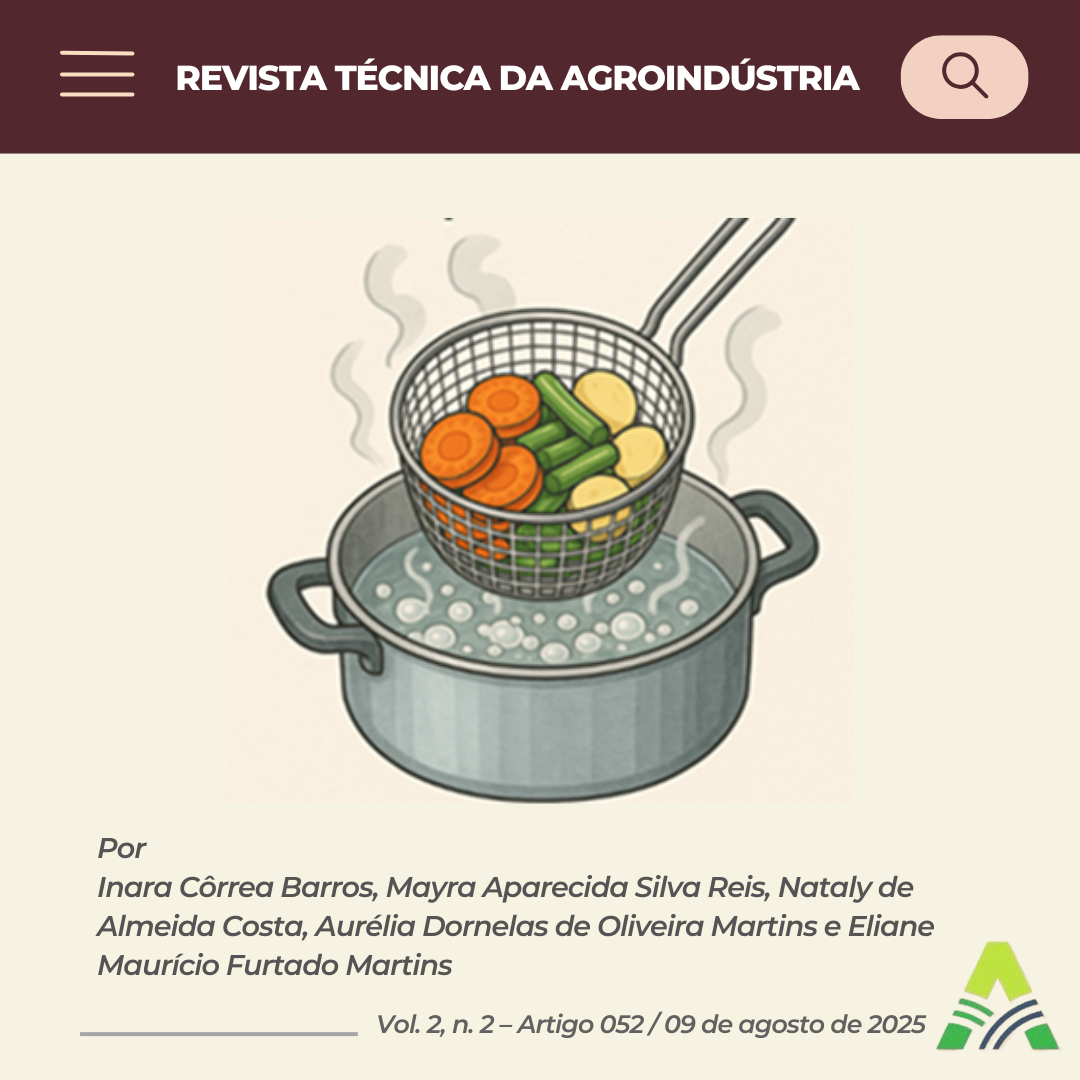 REVISTA TÉCNICA DA AGROINDÚSTRIA
Por
Inara Côrrea Barros, Mayra Aparecida Silva Reis, Nataly de
Almeida Costa, Aurélia Dornelas de Oliveira Martins e Eliane
Maurício Furtado Martins
Vol. 2, n. 2 – Artigo 052 / 09 de agosto de 2025